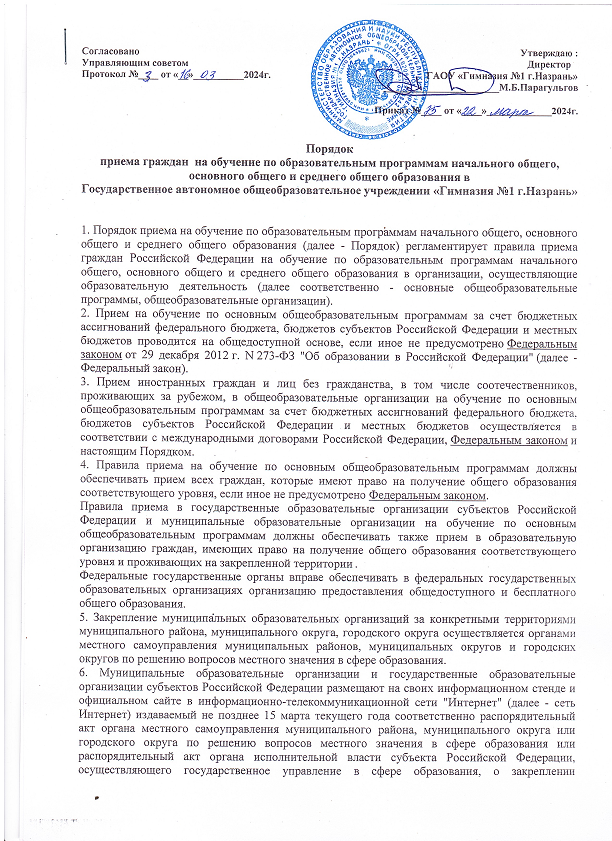 Согласовано
Управляющим советом
Протокол № 3 от «16» 03 2024г.
Утверждаю :
Директор
ГАОУ «Гимназия №1 г.Назрань»
М.Б.Парагульгов
Приказ № 75 от «22» марта 2024г.
Порядок
приема граждан на обучение по образовательным программам начального общего,
основного общего и среднего общего образования в
Государственное автономное общеобразовательное учреждении «Гимназия №1 г.Назрань»
1. Порядок приема на обучение по образовательным программам начального общего, основного
общего и среднего общего образования (далее - Порядок) регламентирует правила приема
граждан Российской Федерации на обучение по образовательным программам начального
общего, основного общего и среднего общего образования в организации, осуществляющие
образовательную деятельность (далее соответственно - основные общеобразовательные
программы, общеобразовательные организации).
2. Прием на обучение по основным общеобразовательным программам за счет бюджетных
ассигнований федерального бюджета, бюджетов субъектов Российской Федерации и местных
бюджетов проводится на общедоступной основе, если иное не предусмотрено Федеральным
законом от 29 декабря 2012 г. N 273-ФЗ "Об образовании в Российской Федерации" (далее -
Федеральный закон).
3. Прием иностранных граждан и лиц без гражданства, в том числе соотечественников,
проживающих за рубежом, в общеобразовательные организации на обучение по основным
общеобразовательным программам за счет бюджетных ассигнований федерального бюджета,
бюджетов субъектов Российской Федерации и местных бюджетов осуществляется в
соответствии с международными договорами Российской Федерации, Федеральным законом и
настоящим Порядком.
4. Правила приема на обучение по основным общеобразовательным программам должны
обеспечивать прием всех граждан, которые имеют право на получение общего образования
соответствующего уровня, если иное не предусмотрено Федеральным законом.
Правила приема в государственные образовательные организации субъектов Российской
Федерации и муниципальные образовательные организации на обучение по основным
общеобразовательным программам должны обеспечивать также прием в образовательную
организацию граждан, имеющих право на получение общего образования соответствующего
уровня и проживающих на закрепленной территории .
Федеральные государственные органы вправе обеспечивать в федеральных государственных
образовательных организациях организацию предоставления общедоступного и бесплатного
общего образования.
5. Закрепление муниципальных образовательных организаций за конкретными территориями
муниципального района, муниципального округа, городского округа осуществляется органами
местного самоуправления муниципальных районов, муниципальных округов и городских
округов по решению вопросов местного значения в сфере образования.
6. Муниципальные образовательные организации и государственные образовательные
организации субъектов Российской Федерации размещают на своих информационном стенде и
официальном сайте в информационно-телекоммуникационной сети "Интернет" (далее - сеть
Интернет) издаваемый не позднее 15 марта текущего года соответственно распорядительный
акт органа местного самоуправления муниципального района, муниципального округа или
городского округа по решению вопросов местного значения в сфере образования или
распорядительный акт органа исполнительной власти субъекта Российской Федерации,
осуществляющего государственное управление в сфере образования, о закреплении